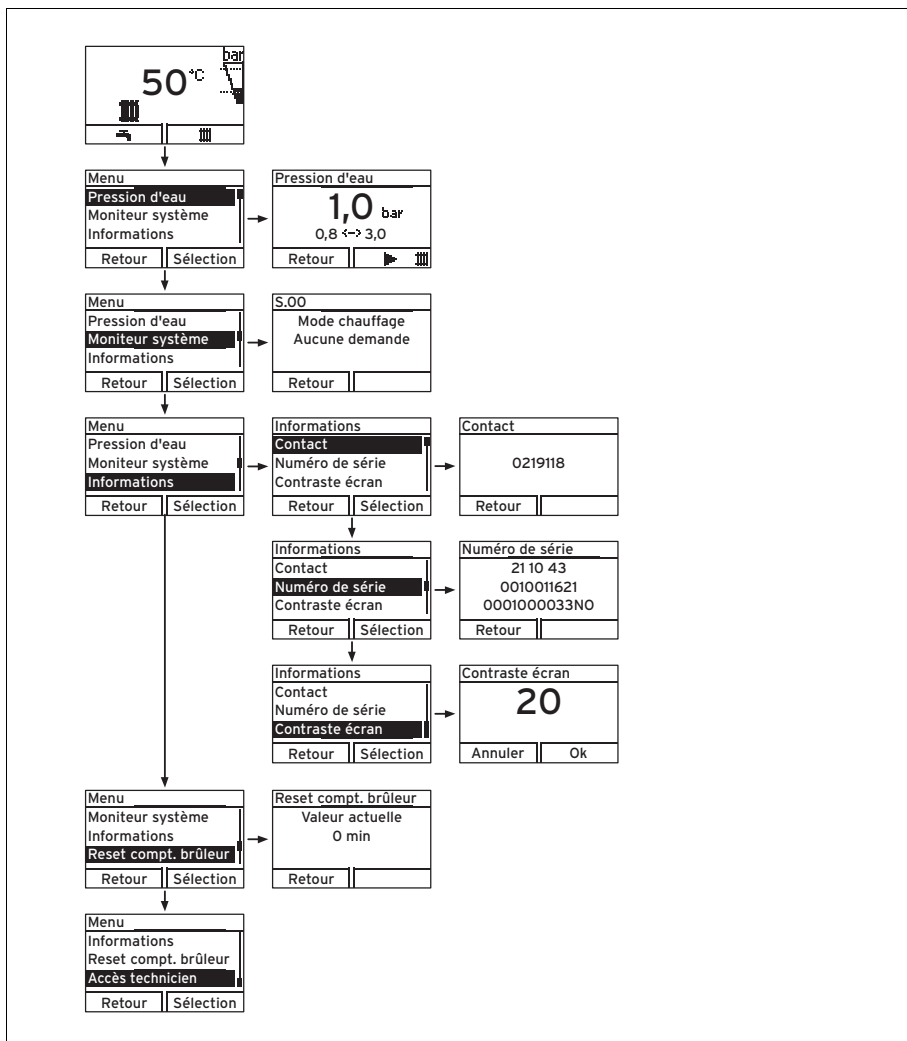 bar
50 °C
Menu
Pression d'eau
Moniteur système
Informations
Retour Sélection
Pression d'eau
1,0 bar
0,8 <-> 3,0
Retour
Menu
Pression d'eau
Moniteur système
Informations
Retour Sélection
S.00
Mode chauffage
Aucune demande
Retour
Menu
Pression d'eau
Moniteur système
Informations
Retour Sélection
Informations
Contact
Numéro de série
Contraste écran
Retour Sélection
Contact
0219118
Retour
Informations
Contact
Numéro de série
Contraste écran
Retour Sélection
Numéro de série
21 10 43
0010011621
0001000033N0
Retour
Informations
Contact
Numéro de série
Contraste écran
Retour Sélection
Contraste écran
20
Annuler Ok
Menu
Moniteur système
Informations
Reset compt. brûleur
Retour Sélection
Reset compt. brûleur
Valeur actuelle
0 min
Retour
Menu
Informations
Reset compt. brûleur
Accès technicien
Retour Sélection